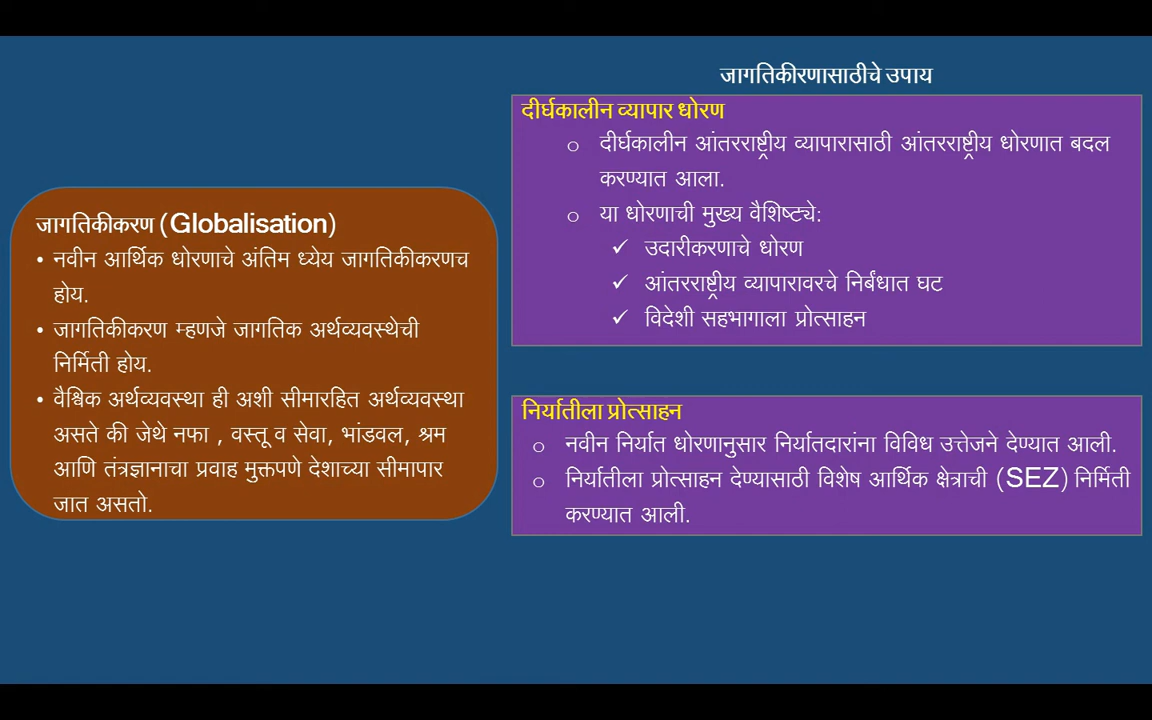 जागतिकीकरण (Globalisation)
• नवीन आर्थिक धोरणाचे अंतिम ध्येय जागतिकीकरणच
होय.
• जागतिकीकरण म्हणजे जागतिक अर्थव्यवस्थेची
निर्मिती होय.
• वैश्विक अर्थव्यवस्था ही अशी सीमारहित अर्थव्यवस्था
असते की जेथे नफा , वस्तू व सेवा, भांडवल, श्रम
आणि तंत्रज्ञानाचा प्रवाह मुक्तपणे देशाच्या सीमापार
जात असतो.
जागतिकीरणासाठीचे उपाय
दीर्घकालीन व्यापार धोरण
o दीर्घकालीन आंतरराष्ट्रीय व्यापारासाठी आंतरराष्ट्रीय धोरणात बदल
करण्यात आला.
o या धोरणाची मुख्य वैशिष्ट्ये:
✓ उदारीकरणाचे धोरण
✓ आंतरराष्ट्रीय व्यापारावरचे निर्बंधात घट
✓ विदेशी सहभागाला प्रोत्साहन
निर्यातीला प्रोत्साहन
o नवीन निर्यात धोरणानुसार निर्यातदारांना विविध उत्तेजने देण्यात आली.
o निर्यातीला प्रोत्साहन देण्यासाठी विशेष आर्थिक क्षेत्राची (SEZ) निर्मिती
करण्यात आली.